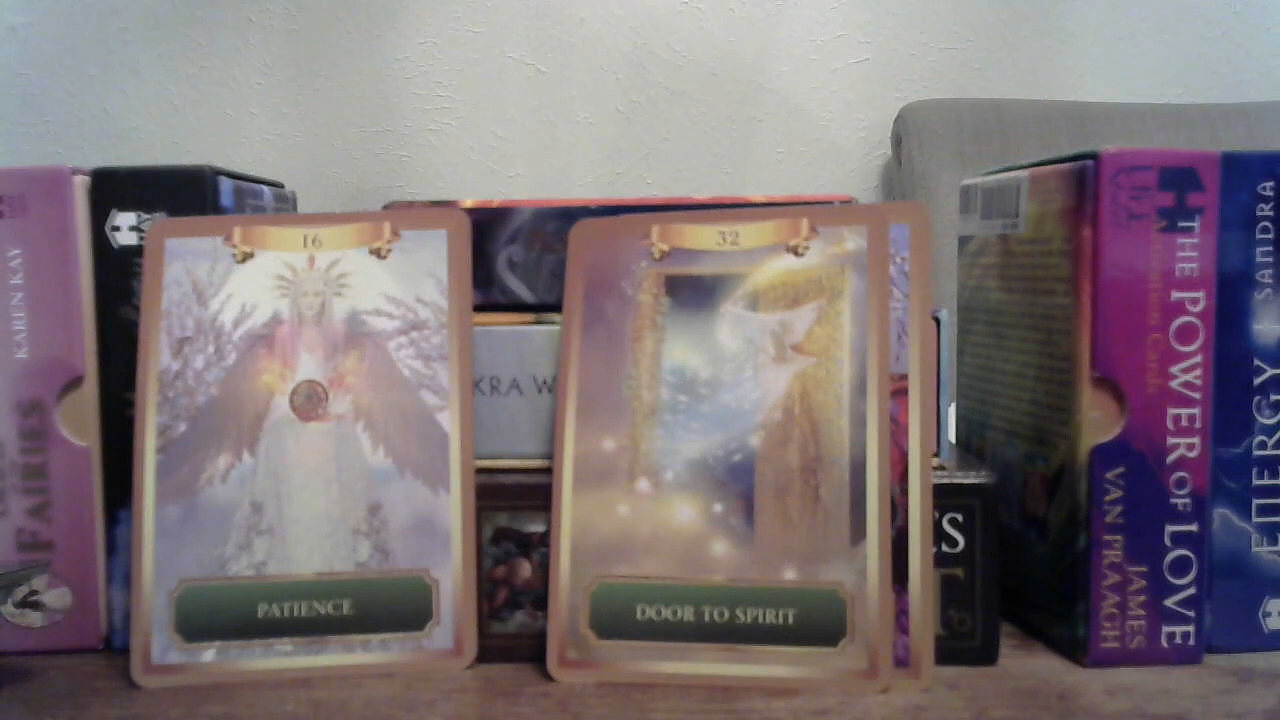 KAREN KAY
FAIRIES
16
PATIENCE
KRA W
32
DOOR TO SPIRIT
ES
THE POWER OF LOVE
JAMES
VAN PRAAGH
ENERGY
SANDRA